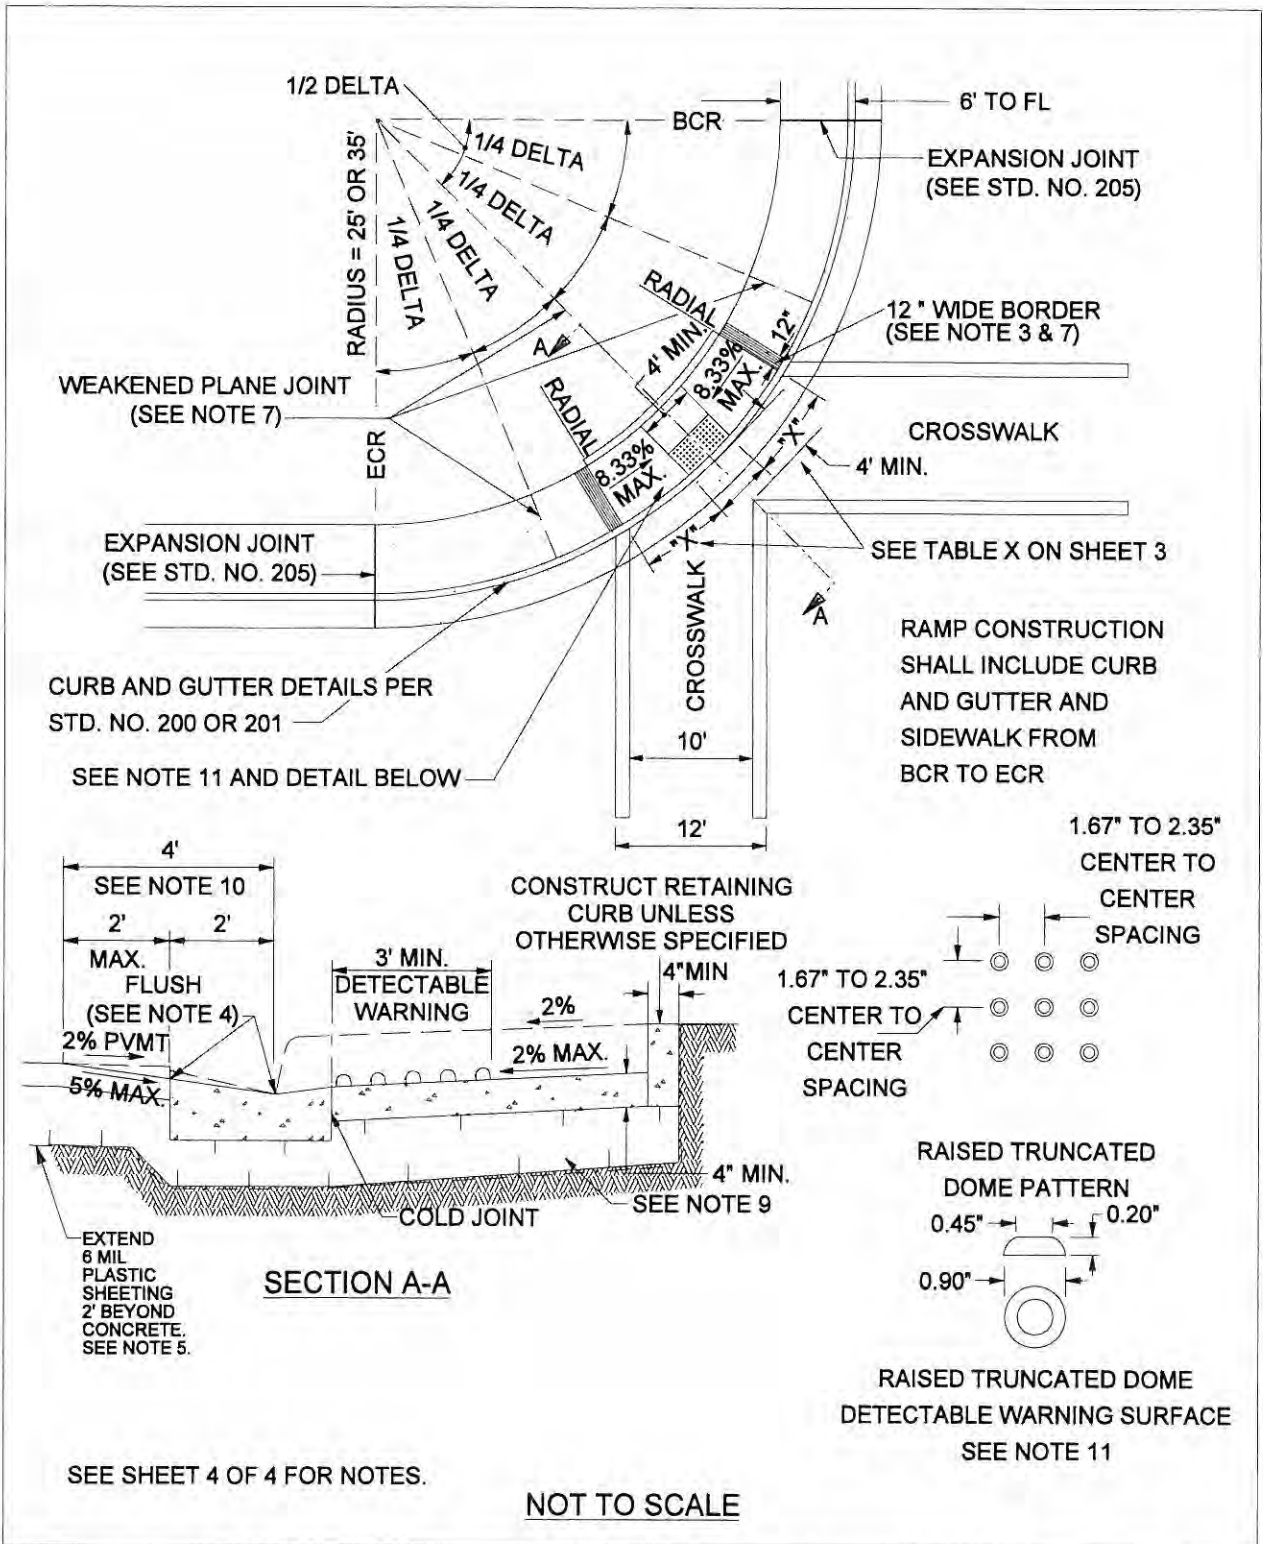 1/2 DELTA
BCR
6' TO FL
1/4 DELTA
1/4 DELTA
1/4 DELTA
1/4 DELTA
RADIUS = 25' OR 35'
EXPANSION JOINT
(SEE STD. NO. 205)
RADIAL
12"
4' MIN.
8.33%
MAX.
12 " WIDE BORDER
(SEE NOTE 3 & 7)
A
WEAKENED PLANE JOINT
(SEE NOTE 7)
RADIAL
ECR
8.33%
MAX.
"X"
CROSSWALK
4' MIN.
EXPANSION JOINT
(SEE STD. NO. 205)
"X"
SEE TABLE X ON SHEET 3
CROSSWALK
A
CURB AND GUTTER DETAILS PER
STD. NO. 200 OR 201
SEE NOTE 11 AND DETAIL BELOW
10'
12'
RAMP CONSTRUCTION
SHALL INCLUDE CURB
AND GUTTER AND
SIDEWALK FROM
BCR TO ECR
4'
SEE NOTE 10
2'
MAX.
2'
FLUSH
(SEE NOTE 4)
2% PVMT
5% MAX.
3' MIN.
DETECTABLE
WARNING
CONSTRUCT RETAINING
CURB UNLESS
OTHERWISE SPECIFIED
4"MIN
2%
2% MAX.
4" MIN.
SEE NOTE 9
COLD JOINT
EXTEND
6 MIL
PLASTIC
SHEETING
2' BEYOND
CONCRETE.
SEE NOTE 5.
SECTION A-A
1.67" TO 2.35"
CENTER TO
CENTER
SPACING
1.67" TO 2.35"
CENTER TO
CENTER
SPACING
RAISED TRUNCATED
DOME PATTERN
0.45"
0.20"
0.90"
RAISED TRUNCATED DOME
DETECTABLE WARNING SURFACE
SEE NOTE 11
SEE SHEET 4 OF 4 FOR NOTES.
NOT TO SCALE